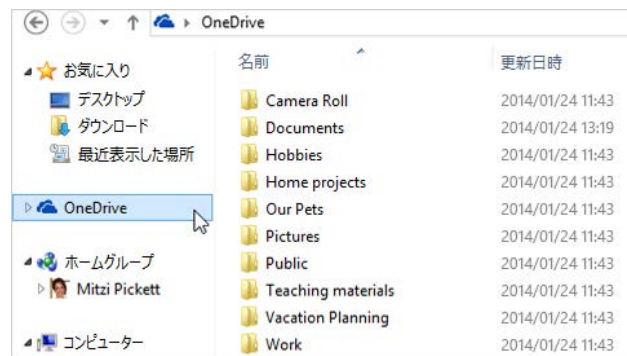 OneDrive
お気に入り
デスクトップ
ダウンロード
最近表示した場所
OneDrive
ホームグループ
Mitzi Pickett
コンピューター
名前 更新日時
Camera Roll 2014/01/24 11:43
Documents 2014/01/24 13:19
Hobbies 2014/01/24 11:43
Home projects 2014/01/24 11:43
Our Pets 2014/01/24 11:43
Pictures 2014/01/24 11:43
Public 2014/01/24 11:43
Teaching materials 2014/01/24 11:43
Vacation Planning 2014/01/24 11:43
Work 2014/01/24 11:43